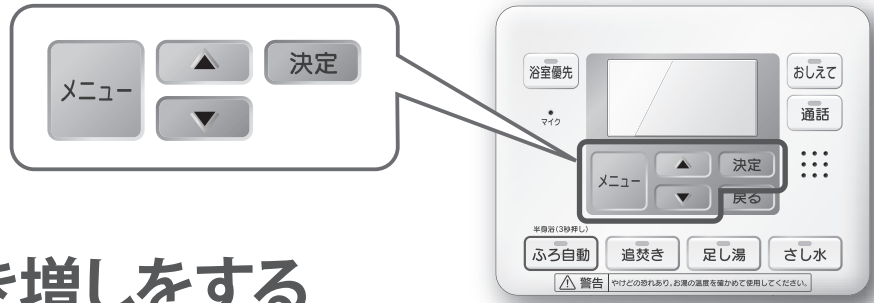 メニュー
▲
決定
▼
浴室優先
おしえて
マイク
通話
メニュー
▲
決定
▼
戻る
半身浴(3秒押し)
ふろ自動
追焚き
足し湯
さし水
⚠ 警告 やけどの恐れあり。お湯の温度を確かめて使用してください。
き増しをする